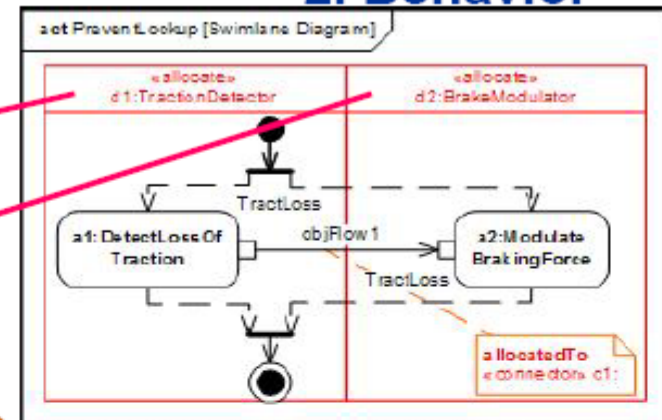 2. Behavior
act PreventLookup [Swimlane Diagram]
«allocate»
d1:TractionDetector
«allocate»
d2:BrakeModulator
TractLoss
a1:DetectLossOf
Traction
objFlow1
a2:Modulate
BrakingForce
TractLoss
allocatedTo
«connector» c1: